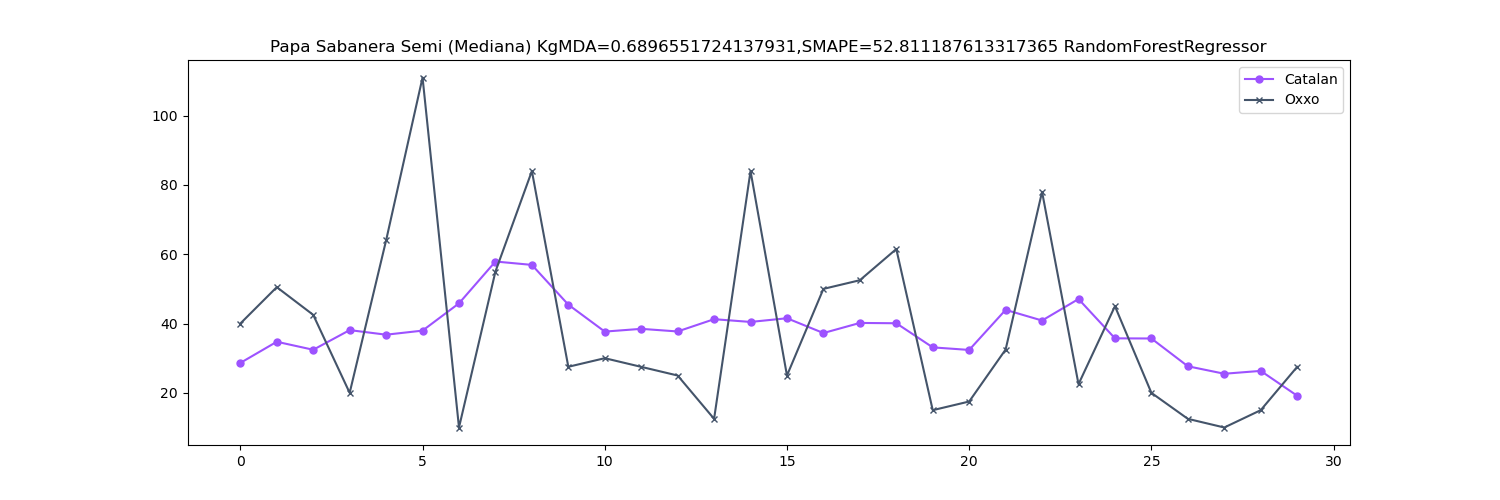 Papa Sabanera Semi (Mediana) KgMDA=0.6896551724137931,SMAPE=52.811187613317365 RandomForestRegressor
Catalan
Oxxo
100
80
60
40
20
0 5 10 15 20 25 30